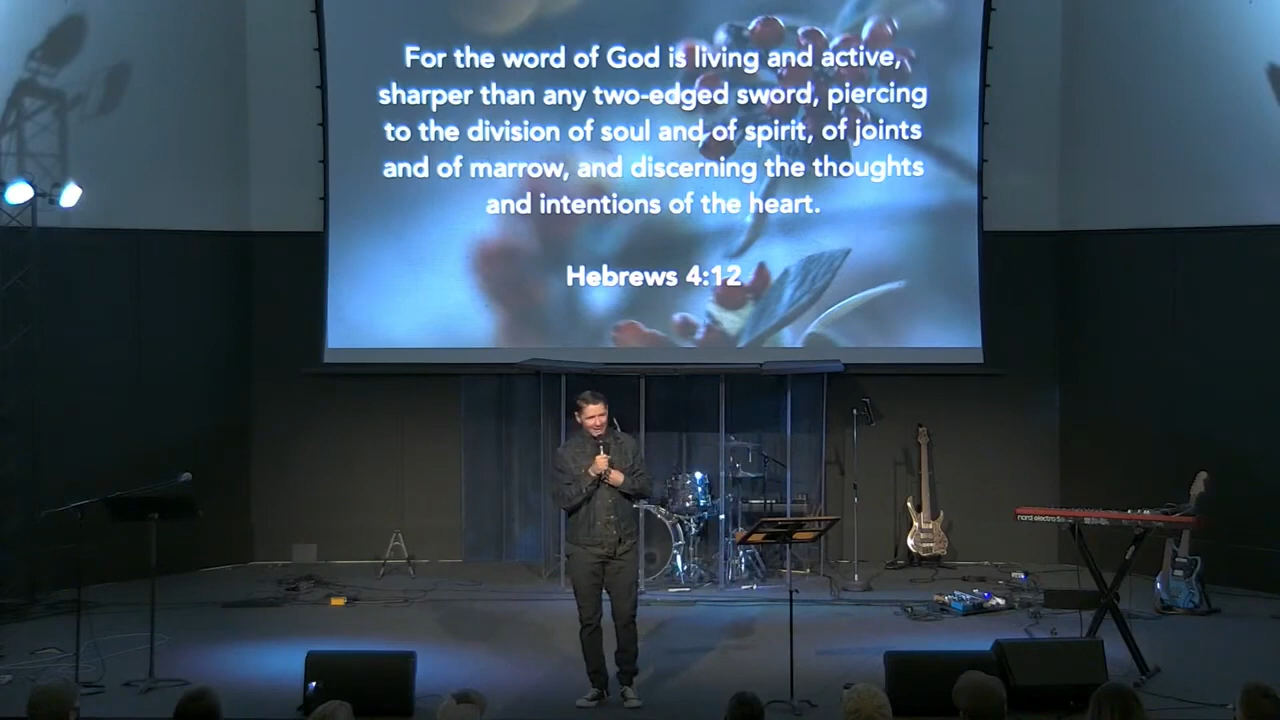 For the word of God is living and active,
sharper than any two-edged sword, piercing
to the division of soul and of spirit, of joints
and of marrow, and discerning the thoughts
and intentions of the heart.
Hebrews 4:12
nord electro